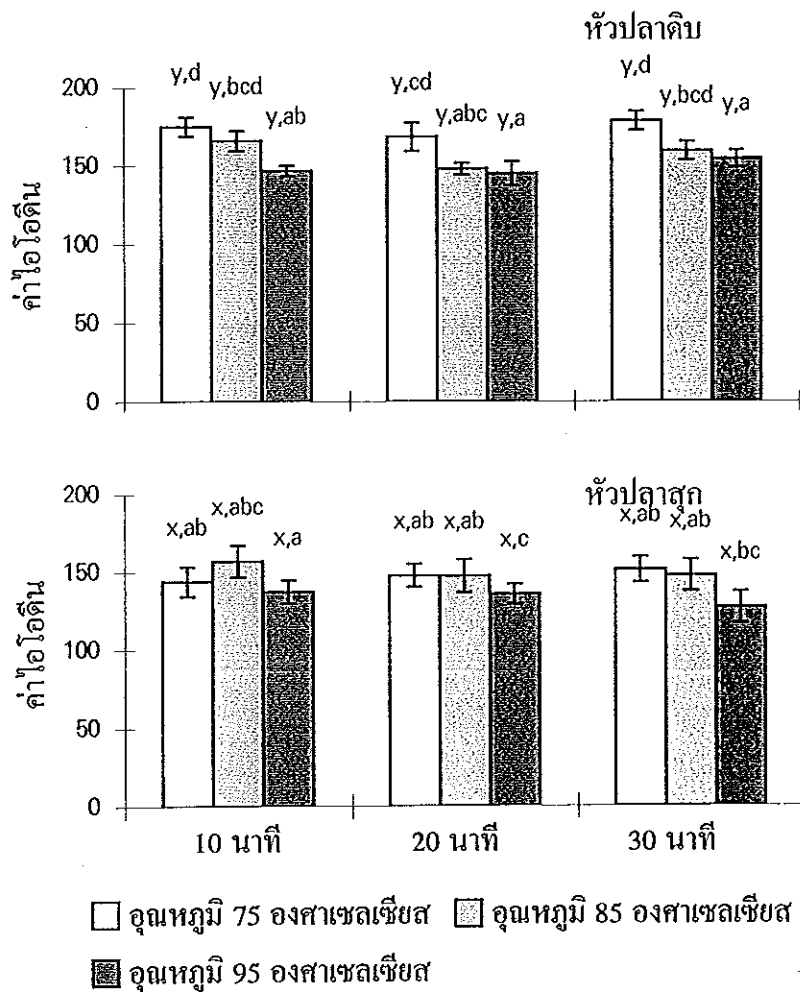 หัวปลาดิบ
y,d y,bcd y,ab y,cd y,abc y,a y,d y,bcd y,a
200
150
100
50
0
ค่าไอโอดีน
หัวปลาสุก
x,ab x,abc x,a x,ab x,ab x,c x,ab x,ab x,bc
200
150
100
50
0
ค่าไอโอดีน
10 นาที 20 นาที 30 นาที
อุณหภูมิ 75 องศาเซลเซียส อุณหภูมิ 85 องศาเซลเซียส
อุณหภูมิ 95 องศาเซลเซียส